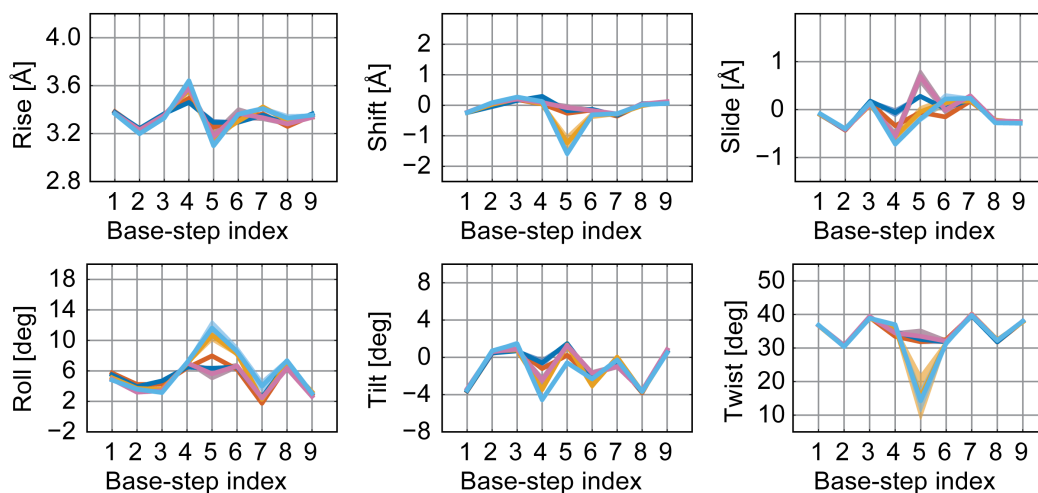 Rise [Å]
4.0
3.6
3.2
2.8
1 2 3 4 5 6 7 8 9
Base-step index
Shift [Å]
2
1
0
−1
−2
1 2 3 4 5 6 7 8 9
Base-step index
Slide [Å]
1
0
−1
1 2 3 4 5 6 7 8 9
Base-step index
Roll [deg]
18
14
10
6
2
−2
1 2 3 4 5 6 7 8 9
Base-step index
Tilt [deg]
8
4
0
−4
−8
1 2 3 4 5 6 7 8 9
Base-step index
Twist [deg]
50
40
30
20
10
1 2 3 4 5 6 7 8 9
Base-step index